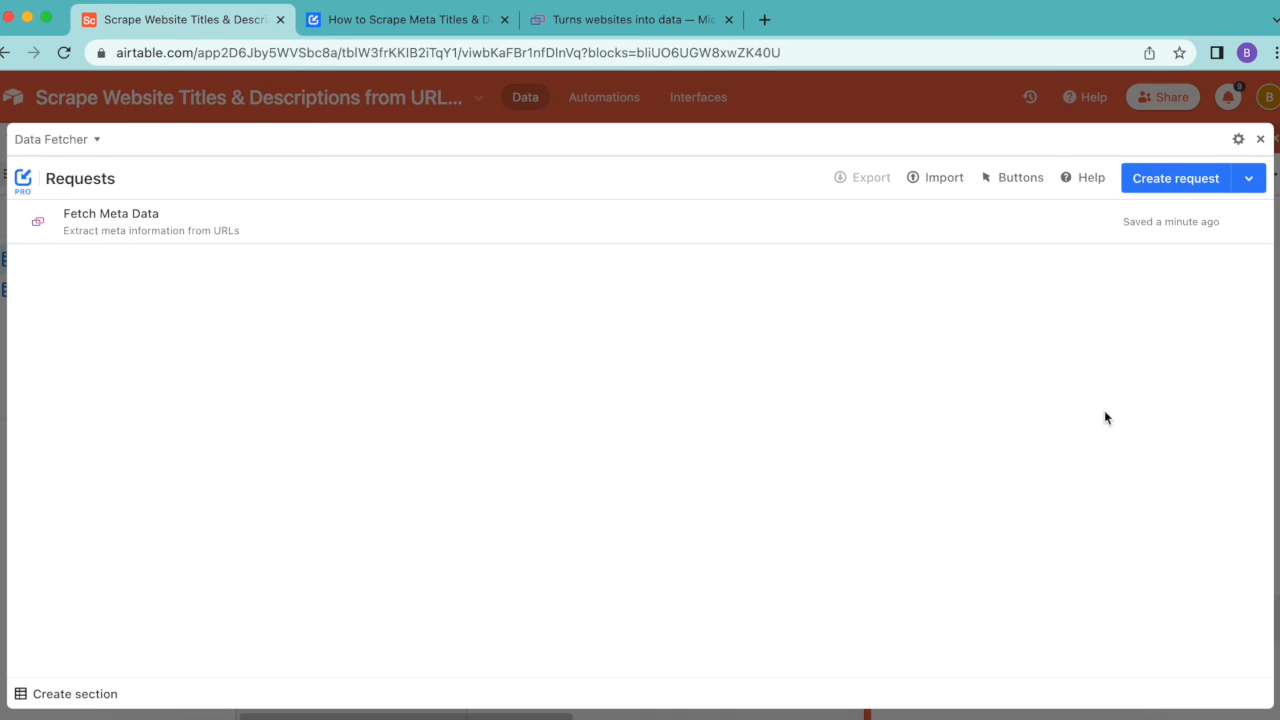 Sc Scrape Website Titles & Descri
How to Scrape Meta Titles & D
Turns websites into data — Mic
airtable.com/app2D6Jby5WVSbc8a/tblW3frKKIB2iTqY1/viwbKaFBr1nfDlnVq?blocks=bliUO6UGW8xwZK40U
B
Scrape Website Titles & Descriptions from URL...
Data
Automations
Interfaces
Help
Share
9
B
Data Fetcher
PRO
Requests
Export
Import
Buttons
Help
Create request
Fetch Meta Data
Extract meta information from URLs
Saved a minute ago
Create section